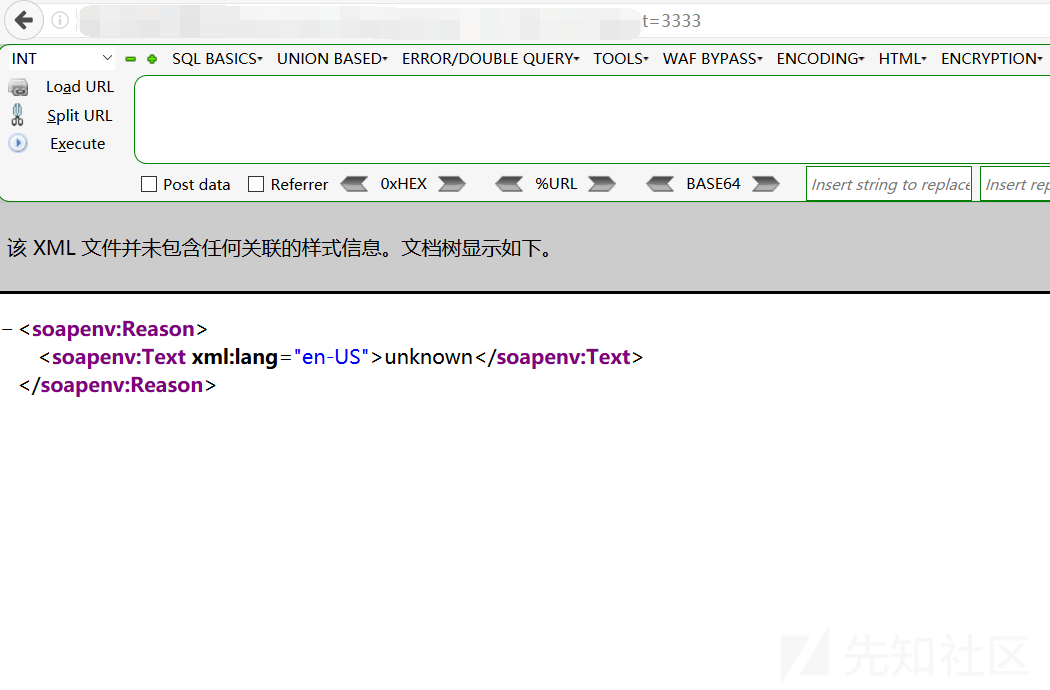 t=3333
INT SQL BASICS UNION BASED ERROR/DOUBLE QUERY TOOLS WAF BYPASS ENCODING HTML ENCRYPTION
Load URL
Split URL
Execute
Post data Referrer 0xHEX %URL BASE64 Insert string to replace Insert rep
该 XML 文件并未包含任何关联的样式信息。文档树显示如下。
− <soapenv:Reason>
<soapenv:Text xml:lang="en-US">unknown</soapenv:Text>
</soapenv:Reason>
先知社区